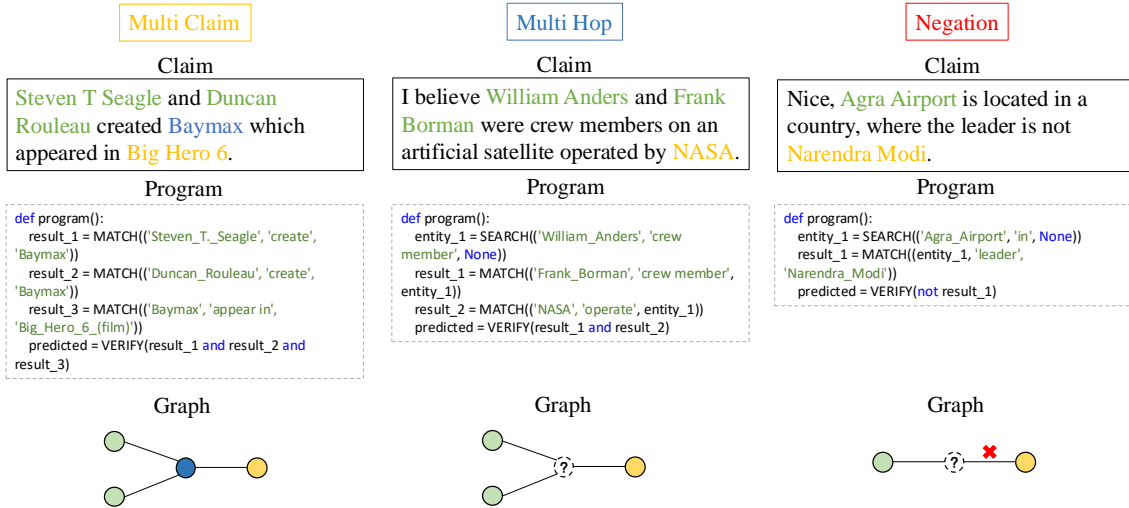 Multi Claim
Claim
Steven T Seagle and Duncan
Rouleau created Baymax which
appeared in Big Hero 6.
Program
def program():
result_1 = MATCH(('Steven_T._Seagle', 'create',
'Baymax'))
result_2 = MATCH(('Duncan_Rouleau', 'create',
'Baymax'))
result_3 = MATCH(('Baymax', 'appear in',
'Big_Hero_6_(film)'))
predicted = VERIFY(result_1 and result_2 and
result_3)
Graph
Multi Hop
Claim
I believe William Anders and Frank
Borman were crew members on an
artificial satellite operated by NASA.
Program
def program():
entity_1 = SEARCH(('William_Anders', 'crew
member', None))
result_1 = MATCH(('Frank_Borman', 'crew member',
entity_1))
result_2 = MATCH(('NASA', 'operate', entity_1))
predicted = VERIFY(result_1 and result_2)
Graph
?
Negation
Claim
Nice, Agra Airport is located in a
country, where the leader is not
Narendra Modi.
Program
def program():
entity_1 = SEARCH(('Agra_Airport', 'in', None))
result_1 = MATCH((entity_1, 'leader',
'Narendra_Modi'))
predicted = VERIFY(not result_1)
Graph
?